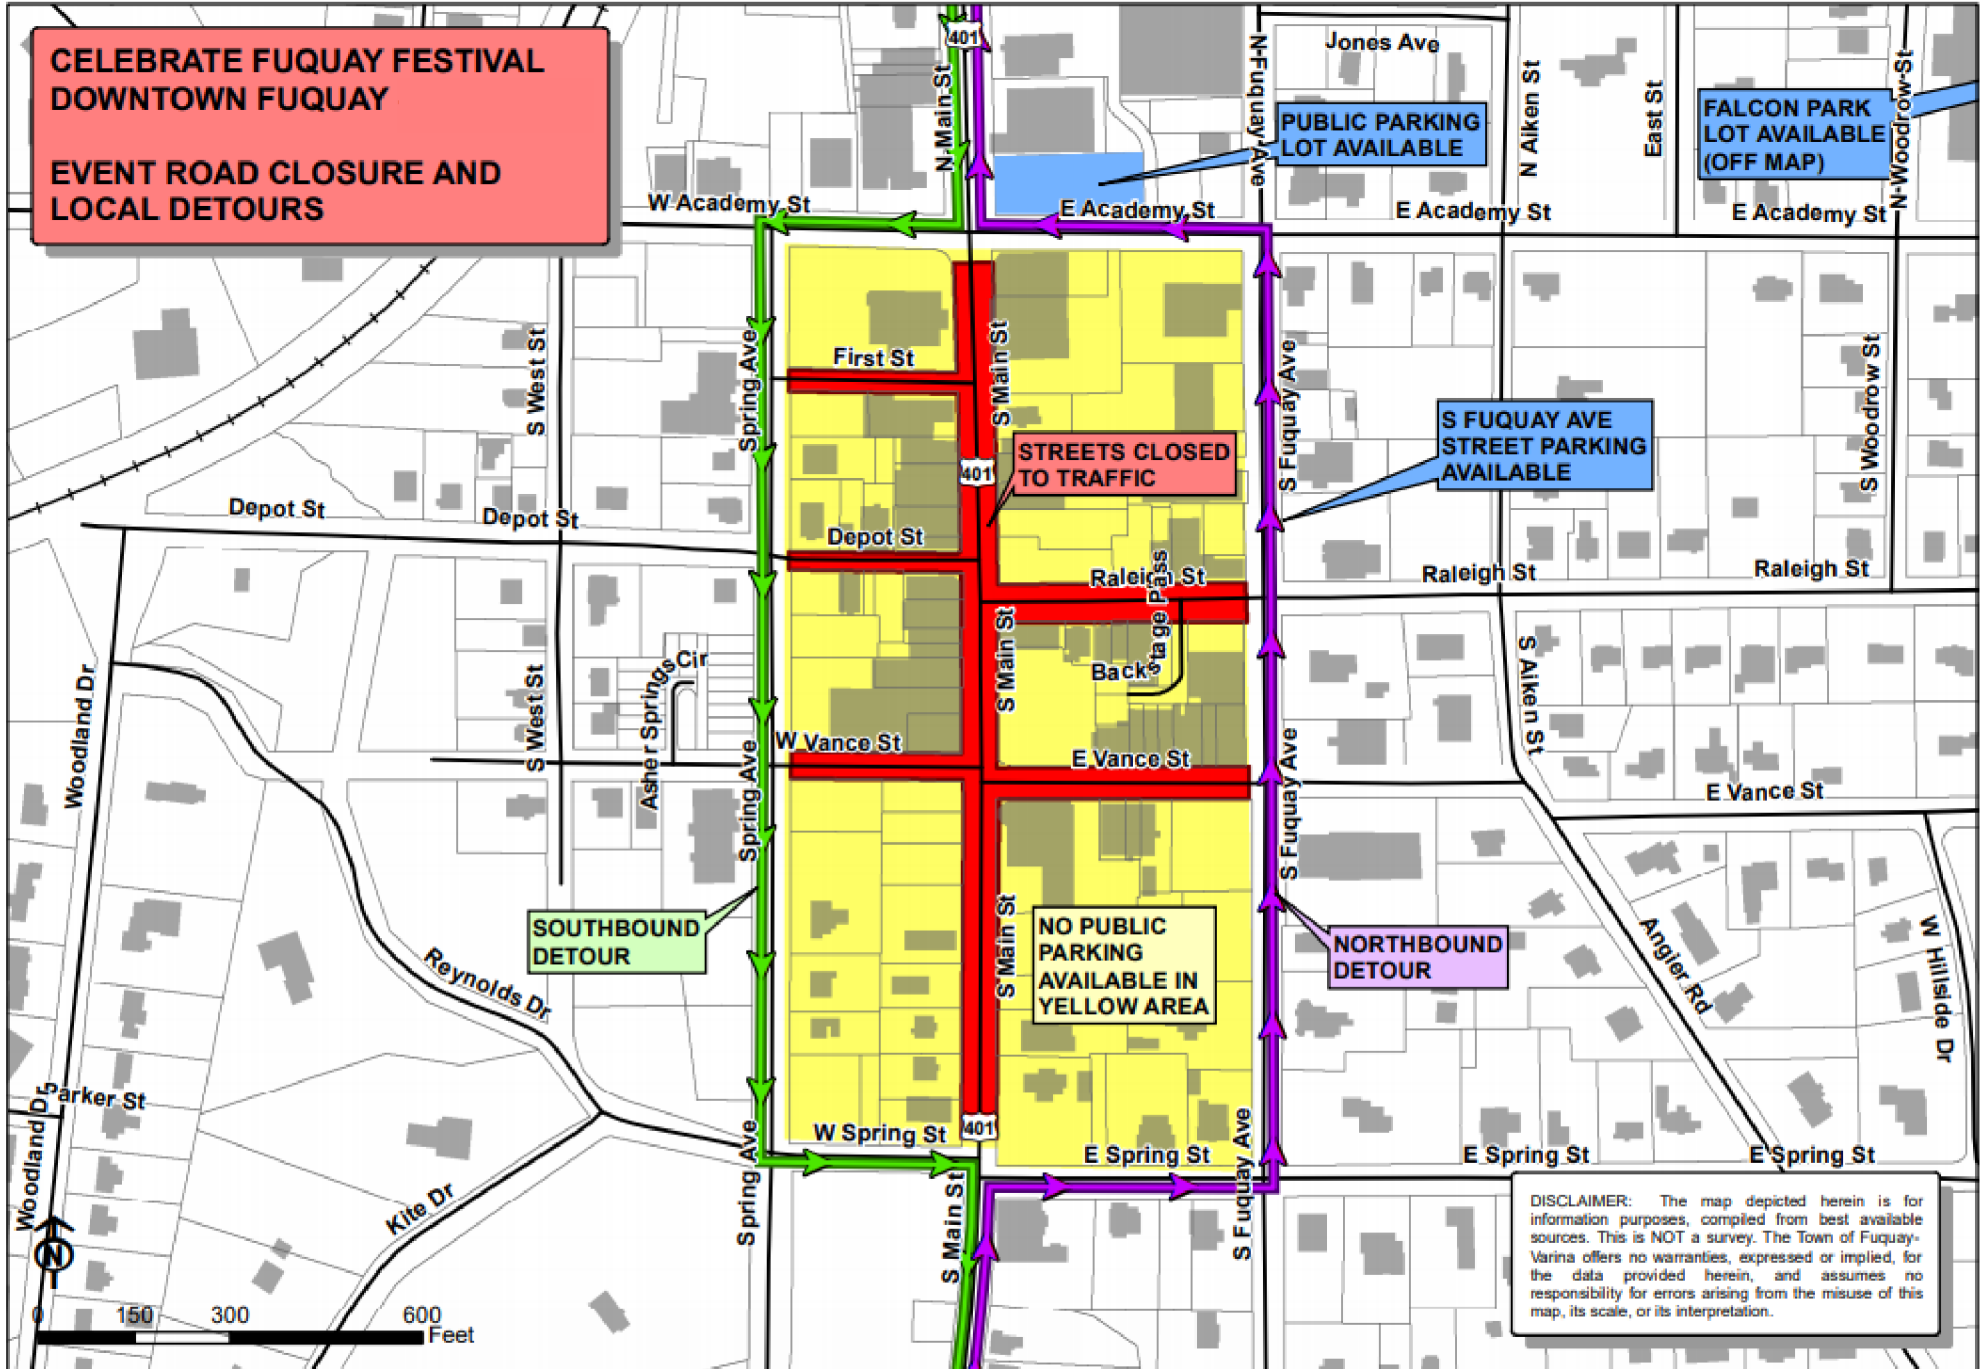 CELEBRATE FUQUAY FESTIVAL
DOWNTOWN FUQUAY
EVENT ROAD CLOSURE AND
LOCAL DETOURS
401
N Main St
N-Fuquay-Ave
Jones Ave
N Aiken St
East St
N-Woodrow-St
PUBLIC PARKING
LOT AVAILABLE
FALCON PARK
LOT AVAILABLE
(OFF MAP)
W Academy St
E Academy St
E Academy St
E Academy St
S West St
Spring Ave
First St
S Main St
S Fuquay Ave
S Woodrow St
401
STREETS CLOSED
TO TRAFFIC
S FUQUAY AVE
STREET PARKING
AVAILABLE
Depot St
Depot St
Depot St
Raleigh St
Raleigh St
Raleigh St
Backstage Pass
Woodland Dr
S West St
Asher Springs Cir
S Main St
S Aiken St
Spring Ave
W Vance St
E Vance St
S Fuquay Ave
E Vance St
SOUTHBOUND
DETOUR
S Main St
NO PUBLIC
PARKING
AVAILABLE IN
YELLOW AREA
NORTHBOUND
DETOUR
Reynolds Dr
Angier Rd
W Hillside Dr
Parker St
Woodland Dr
Spring Ave
W Spring St
401
E Spring St
S Fuquay Ave
E Spring St
E Spring St
Kite Dr
S Main St
N
0 150 300 600
Feet
DISCLAIMER: The map depicted herein is for
information purposes, compiled from best available
sources. This is NOT a survey. The Town of Fuquay-
Varina offers no warranties, expressed or implied, for
the data provided herein, and assumes no
responsibility for errors arising from the misuse of this
map, its scale, or its interpretation.